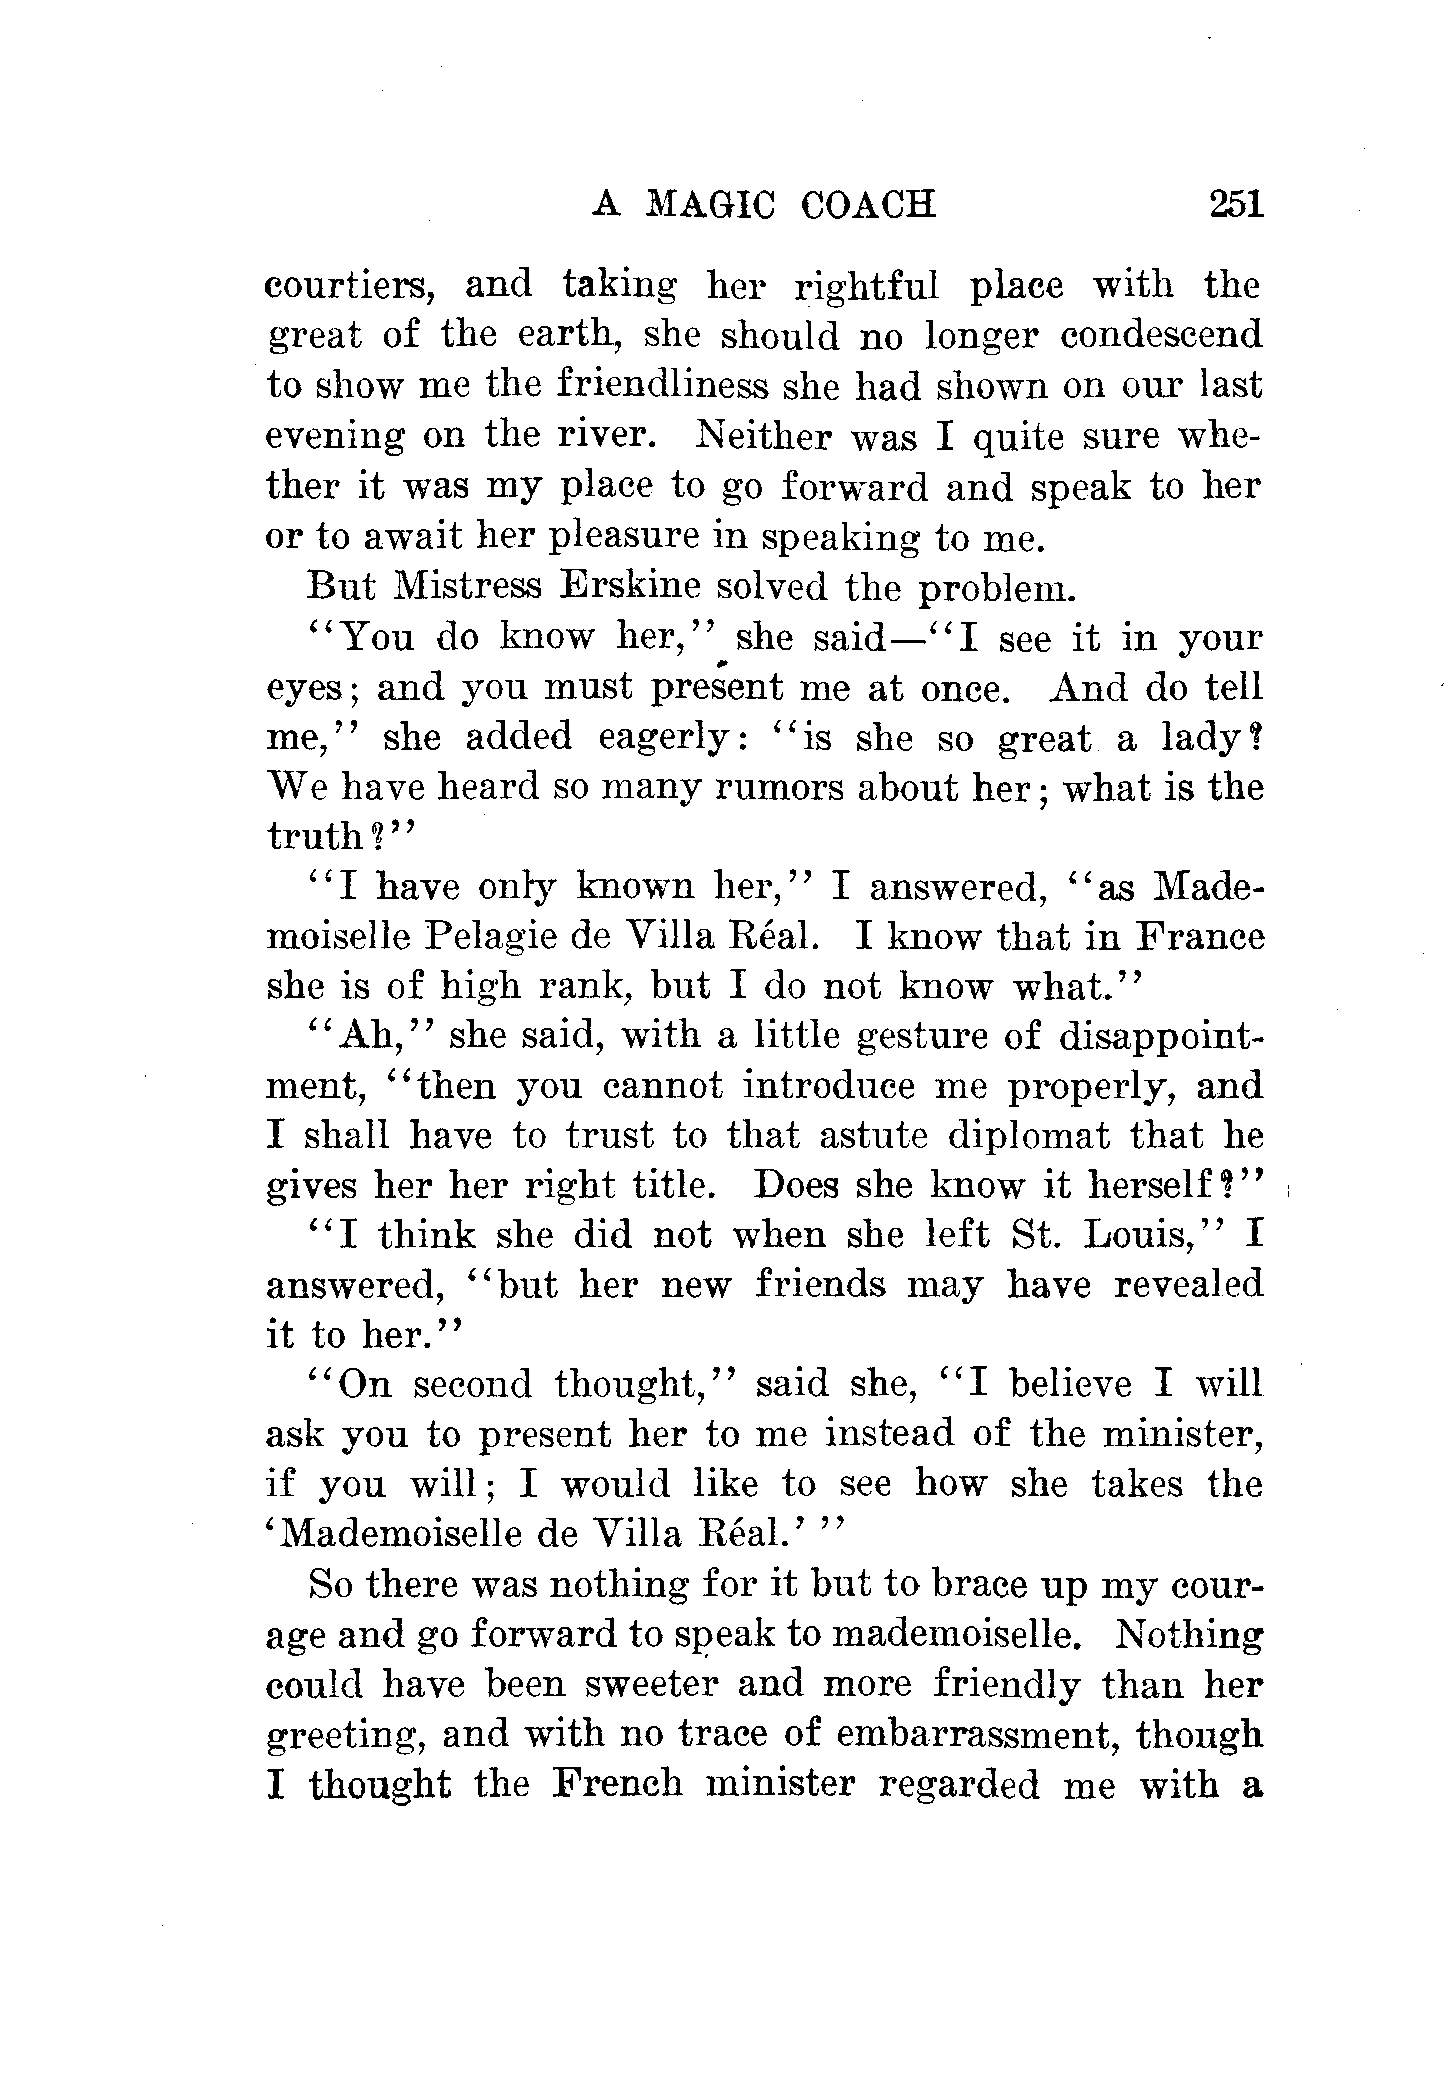 A MAGIC COACH 251
courtiers, and taking her rightful place with the
great of the earth, she should no longer condescend
to show me the friendliness she had shown on our last
evening on the river. Neither was I quite sure whe-
ther it was my place to go forward and speak to her
or to await her pleasure in speaking to me.
But Mistress Erskine solved the problem.
"You do know her," she said—"I see it in your
eyes; and you must present me at once. And do tell
me," she added eagerly: "is she so great a lady?
We have heard so many rumors about her; what is the
truth?"
"I have only known her," I answered, "as Made-
moiselle Pelagie de Villa Réal. I know that in France
she is of high rank, but I do not know what."
"Ah," she said, with a little gesture of disappoint-
ment, "then you cannot introduce me properly, and
I shall have to trust to that astute diplomat that he
gives her her right title. Does she know it herself?"
"I think she did not when she left St. Louis," I
answered, "but her new friends may have revealed
it to her."
"On second thought," said she, "I believe I will
ask you to present her to me instead of the minister,
if you will; I would like to see how she takes the
'Mademoiselle de Villa Réal.' "
So there was nothing for it but to brace up my cour-
age and go forward to speak to mademoiselle. Nothing
could have been sweeter and more friendly than her
greeting, and with no trace of embarrassment, though
I thought the French minister regarded me with a